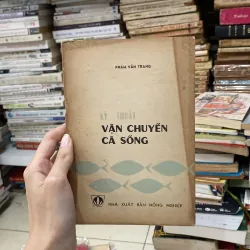 PHẠM VĂN TRANG
KỸ THUẬT
VẬN CHUYỂN
CÁ SỐNG
NHÀ XUẤT BẢN NÔNG NGHIỆP